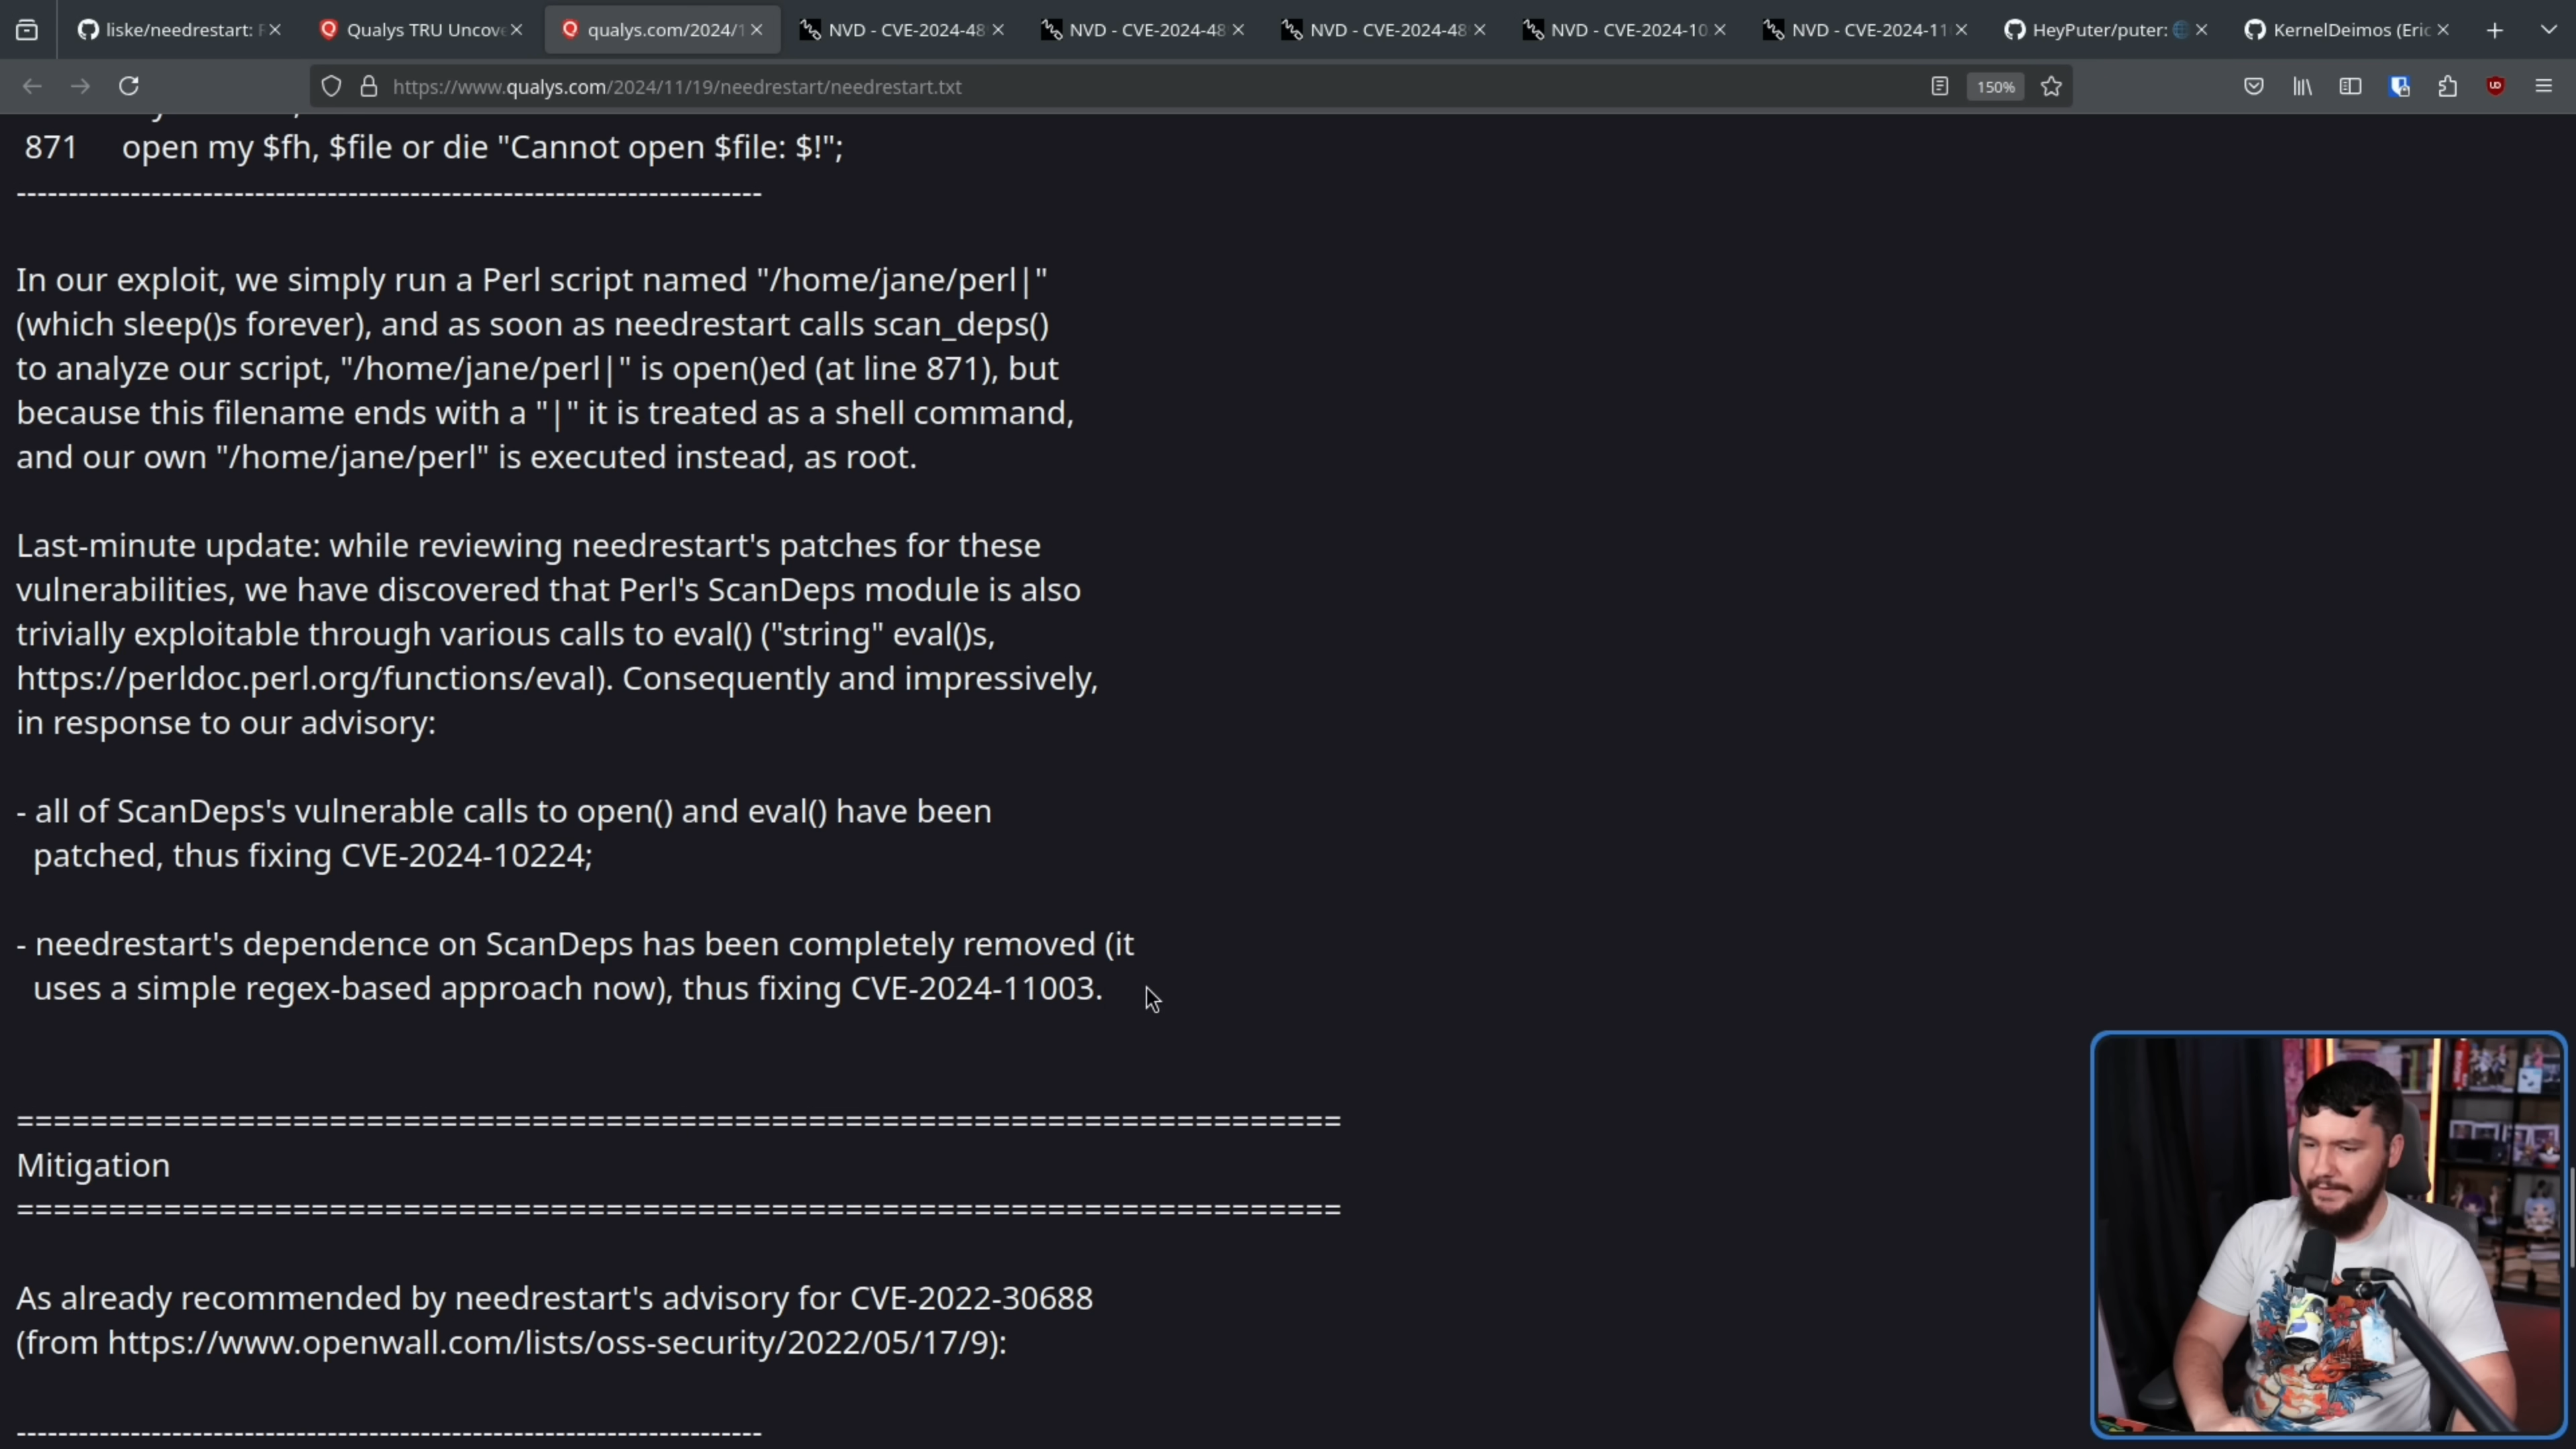 liske/needrestart: F
Qualys TRU Uncove
qualys.com/2024/1
NVD - CVE-2024-48
NVD - CVE-2024-48
NVD - CVE-2024-48
NVD - CVE-2024-10
NVD - CVE-2024-11
HeyPuter/puter:
KernelDeimos (Eric
https://www.qualys.com/2024/11/19/needrestart/needrestart.txt
150%
871 open my $fh, $file or die "Cannot open $file: $!";
----------------------------------------------------------------------
In our exploit, we simply run a Perl script named "/home/jane/perl|"
(which sleep()s forever), and as soon as needrestart calls scan_deps()
to analyze our script, "/home/jane/perl|" is open()ed (at line 871), but
because this filename ends with a "|" it is treated as a shell command,
and our own "/home/jane/perl" is executed instead, as root.
Last-minute update: while reviewing needrestart's patches for these
vulnerabilities, we have discovered that Perl's ScanDeps module is also
trivially exploitable through various calls to eval() ("string" eval()s,
https://perldoc.perl.org/functions/eval). Consequently and impressively,
in response to our advisory:
- all of ScanDeps's vulnerable calls to open() and eval() have been
patched, thus fixing CVE-2024-10224;
- needrestart's dependence on ScanDeps has been completely removed (it
uses a simple regex-based approach now), thus fixing CVE-2024-11003.
========================================================================
Mitigation
========================================================================
As already recommended by needrestart's advisory for CVE-2022-30688
(from https://www.openwall.com/lists/oss-security/2022/05/17/9):
----------------------------------------------------------------------